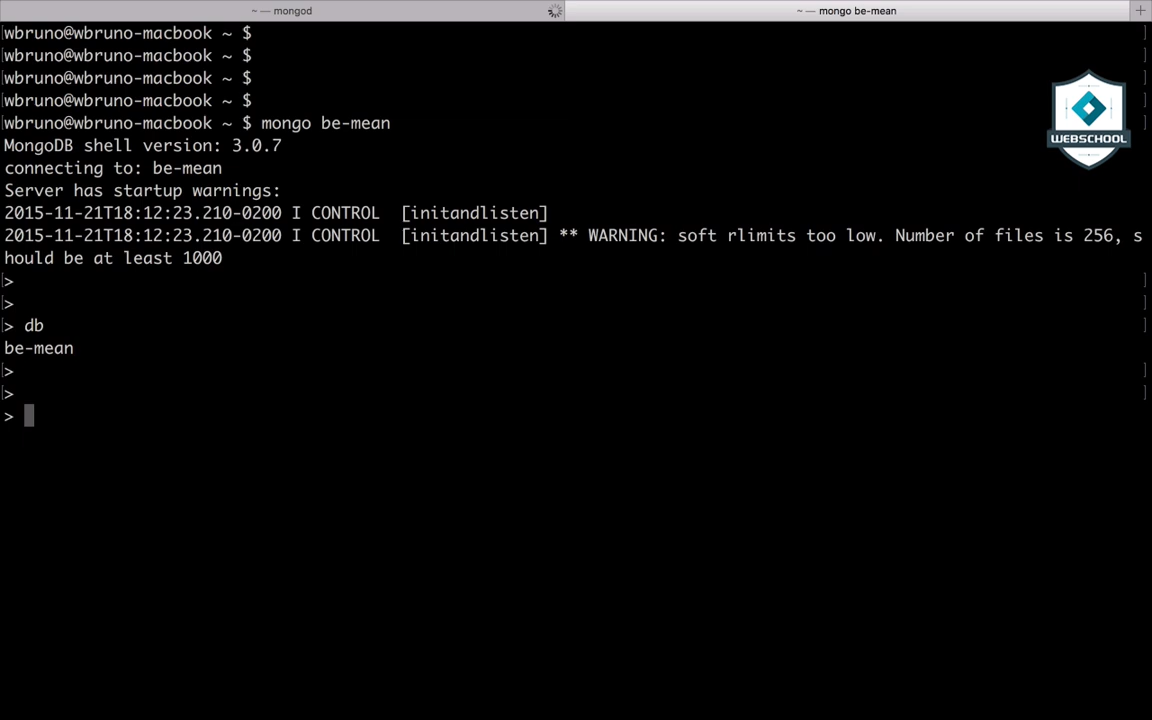 ~ — mongod
~ — mongo be-mean
wbruno@wbruno-macbook ~ $
wbruno@wbruno-macbook ~ $
wbruno@wbruno-macbook ~ $
wbruno@wbruno-macbook ~ $
wbruno@wbruno-macbook ~ $ mongo be-mean
MongoDB shell version: 3.0.7
connecting to: be-mean
Server has startup warnings:
2015-11-21T18:12:23.210-0200 I CONTROL  [initandlisten]
2015-11-21T18:12:23.210-0200 I CONTROL  [initandlisten] ** WARNING: soft rlimits too low. Number of files is 256, s
hould be at least 1000
>
>
> db
be-mean
>
>
>
WEBSCHOOL